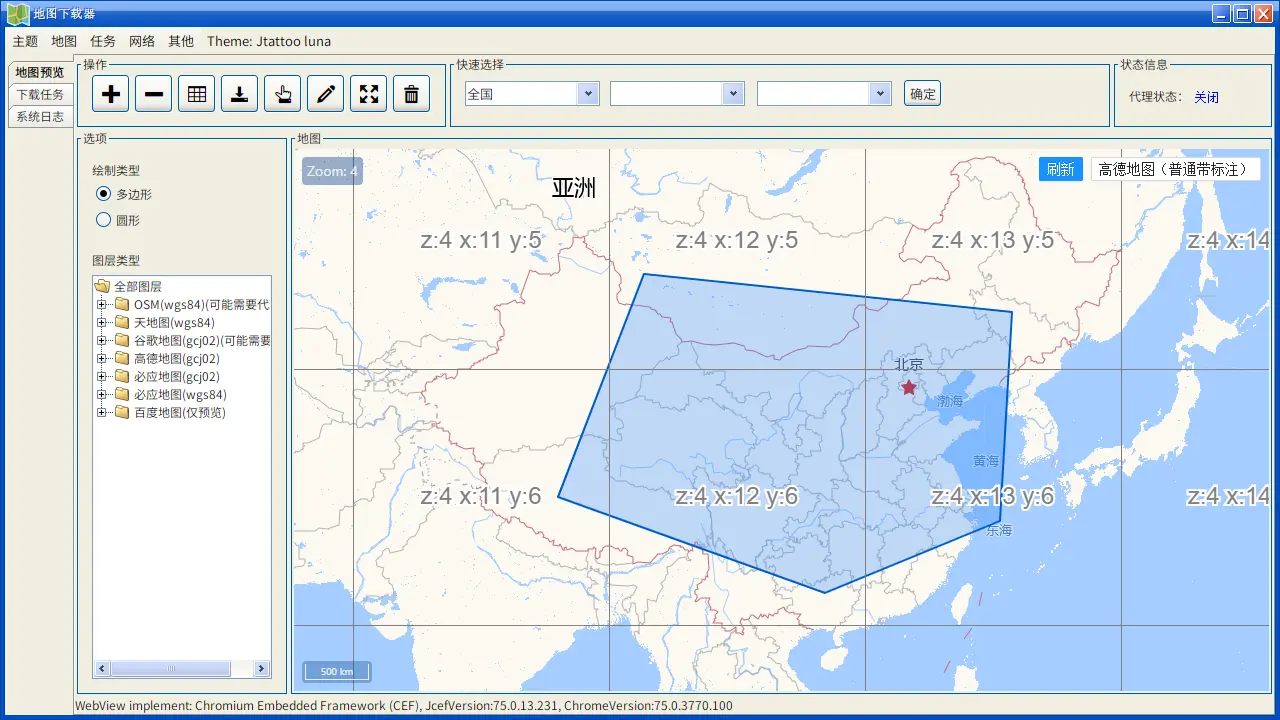 地图下载器
主题 地图 任务 网络 其他 Theme: Jtattoo luna
地图预览
下载任务
系统日志
操作
快速选择
全国
确定
状态信息
代理状态： 关闭
选项
绘制类型
多边形
圆形
图层类型
全部图层
OSM(wgs84)(可能需要代
天地图(wgs84)
谷歌地图(gcj02)(可能需要
高德地图(gcj02)
必应地图(gcj02)
必应地图(wgs84)
百度地图(仅预览)
地图
Zoom: 4
亚洲
刷新
高德地图（普通带标注）
z:4 x:11 y:5
z:4 x:12 y:5
z:4 x:13 y:5
z:4 x:14
北京
渤海
黄海
z:4 x:11 y:6
z:4 x:12 y:6
z:4 x:13 y:6
z:4 x:14
东海
500 km
WebView implement: Chromium Embedded Framework (CEF), JcefVersion:75.0.13.231, ChromeVersion:75.0.3770.100